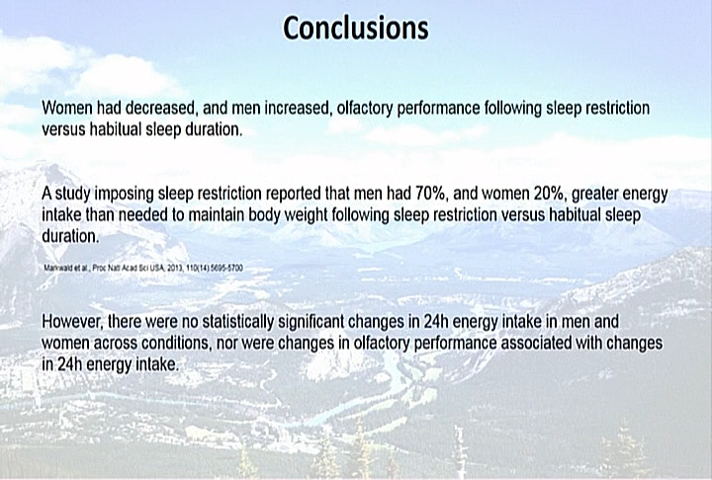 Conclusions
Women had decreased, and men increased, olfactory performance following sleep restriction
versus habitual sleep duration.
A study imposing sleep restriction reported that men had 70%, and women 20%, greater energy
intake than needed to maintain body weight following sleep restriction versus habitual sleep
duration.
Markwald et al., Proc Natl Acad Sci USA, 2013, 110(14) 5695-5700
However, there were no statistically significant changes in 24h energy intake in men and
women across conditions, nor were changes in olfactory performance associated with changes
in 24h energy intake.